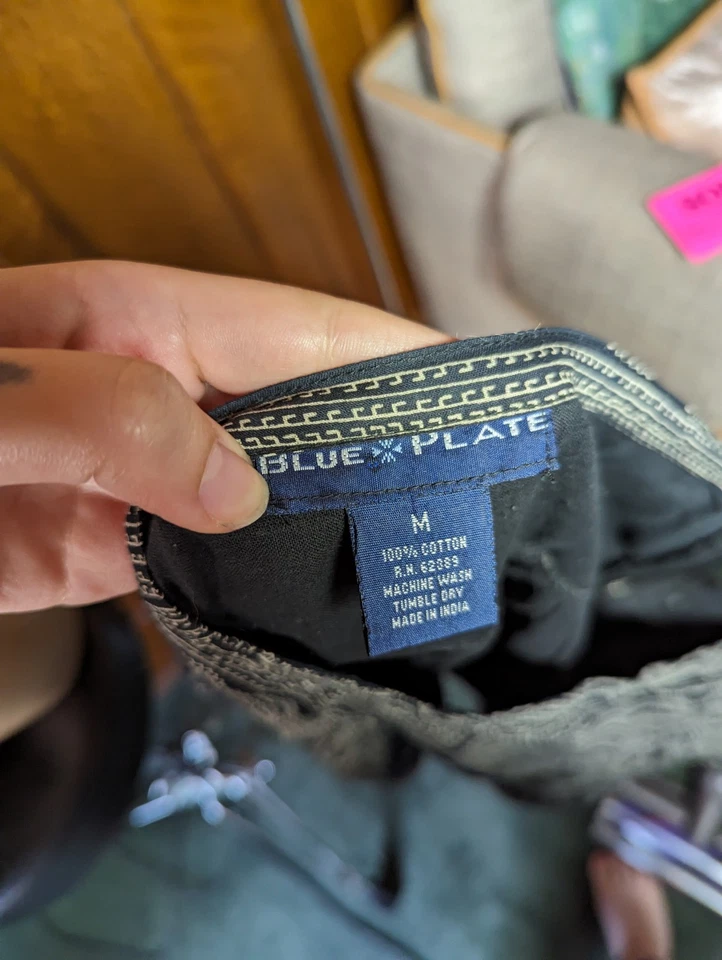 BLUE PLATE
M
100% COTTON
R.N. 62389
MACHINE WASH
TUMBLE DRY
MADE IN INDIA